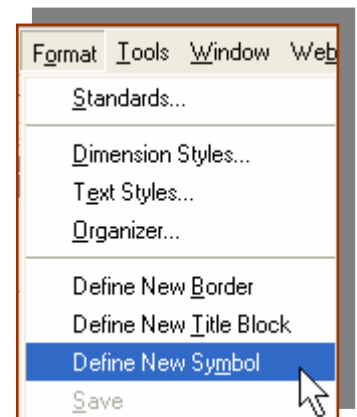 Format Tools Window Web
Standards...
Dimension Styles...
Text Styles...
Organizer...
Define New Border
Define New Title Block
Define New Symbol
Save